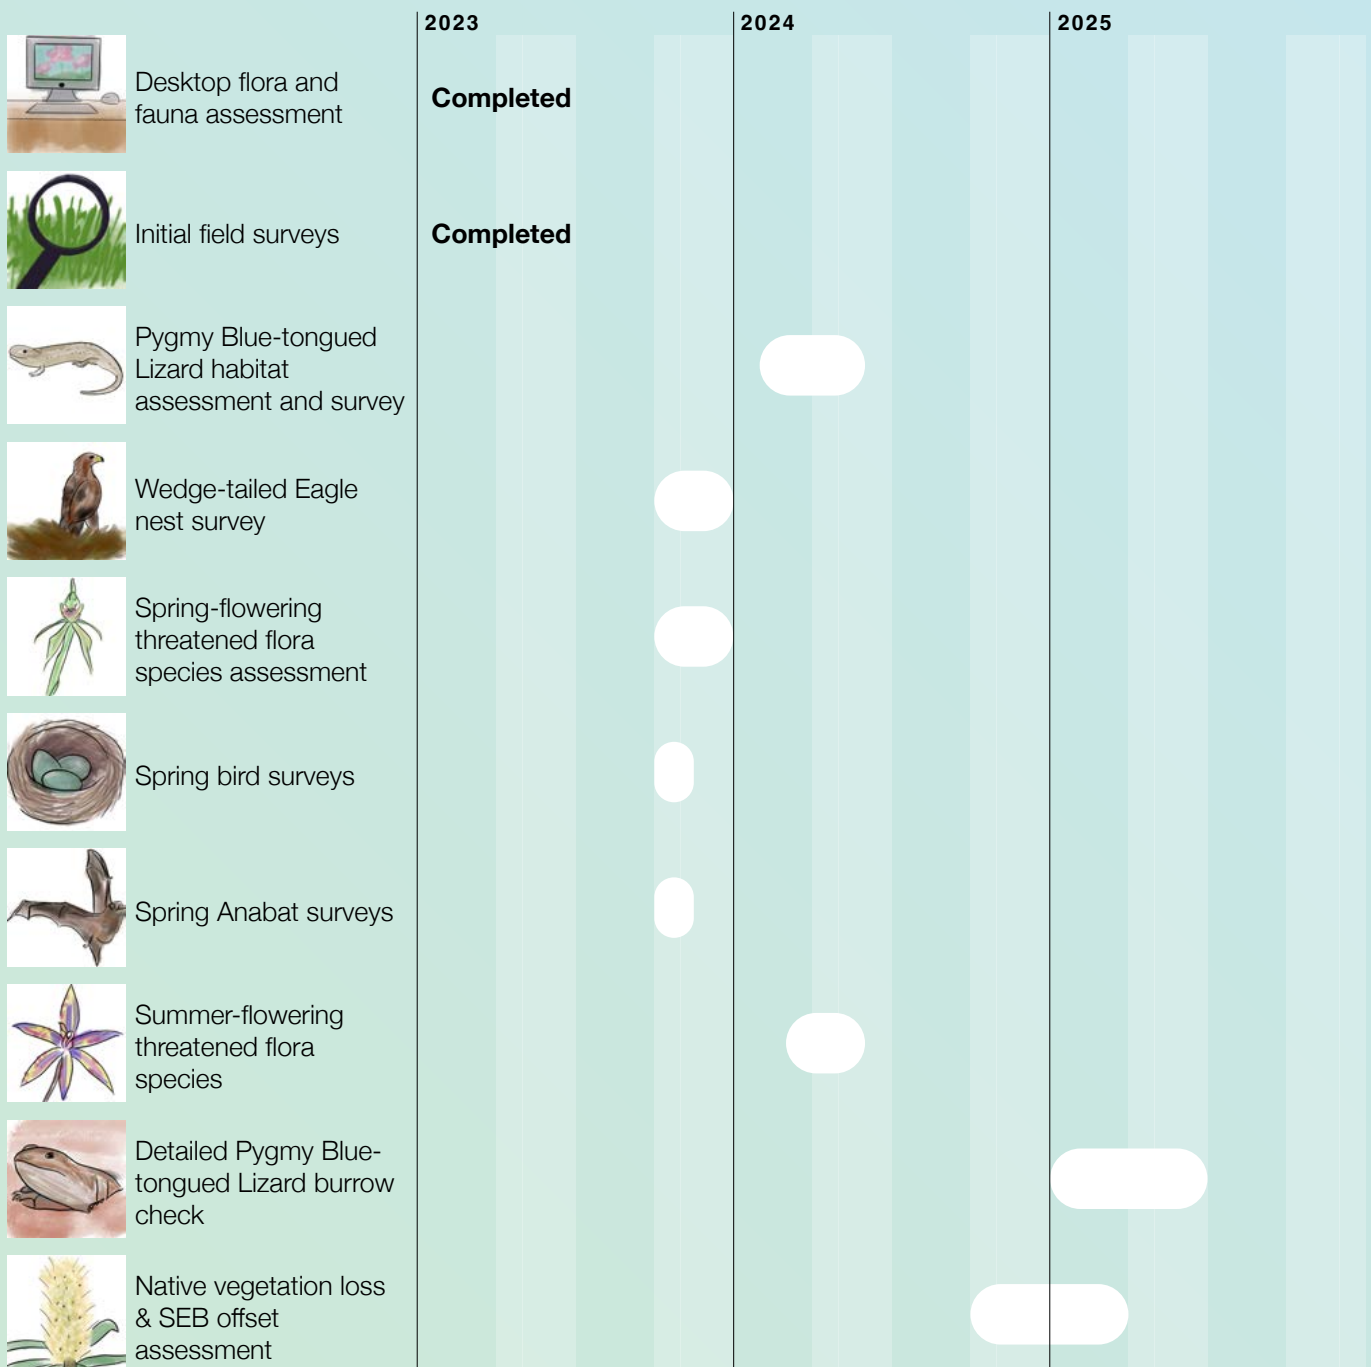 2023
2024
2025
Desktop flora and
fauna assessment
Completed
Initial field surveys
Completed
Pygmy Blue-tongued
Lizard habitat
assessment and survey
Wedge-tailed Eagle
nest survey
Spring-flowering
threatened flora
species assessment
Spring bird surveys
Spring Anabat surveys
Summer-flowering
threatened flora
species
Detailed Pygmy Blue-
tongued Lizard burrow
check
Native vegetation loss
& SEB offset
assessment